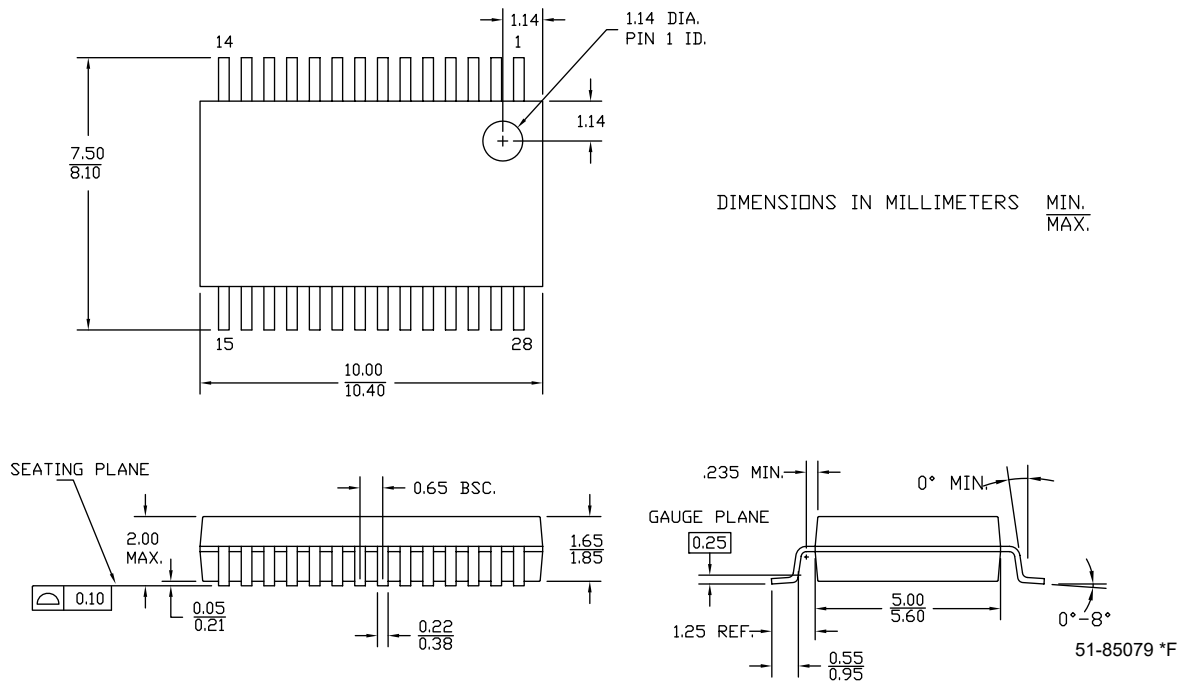 1.14
1.14 DIA.
PIN 1 ID.
14
1
1.14
7.50
8.10
DIMENSIONS IN MILLIMETERS MIN.
MAX.
15
28
10.00
10.40
SEATING PLANE
0.65 BSC.
2.00
MAX.
1.65
1.85
0.10
0.05
0.21
0.22
0.38
.235 MIN.
0° MIN.
GAUGE PLANE
0.25
5.00
5.60
1.25 REF.
0°-8°
0.55
0.95
51-85079 *F